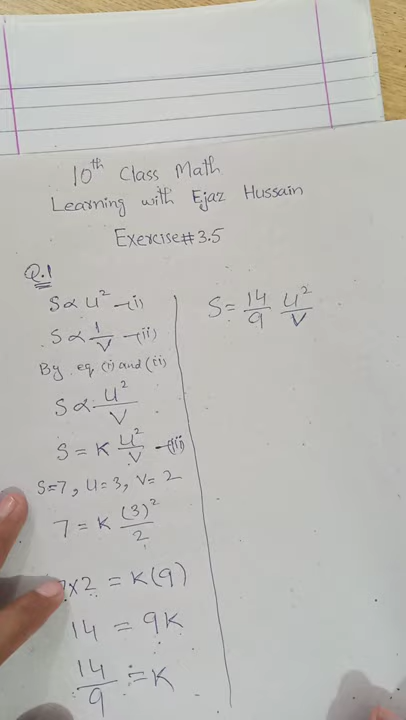 10th Class Math
Learning with Ejaz Hussain
Exercise#3.5
Q.1
S∝U² —(i)
S∝1/V —(ii)
By eq (i) and (ii)
S∝U²/V
S=K U²/V —(iii)
S=7, U=3, V=2
7=K (3)²/2
7×2=K(9)
14=9K
14/9=K
S=14/9 U²/V